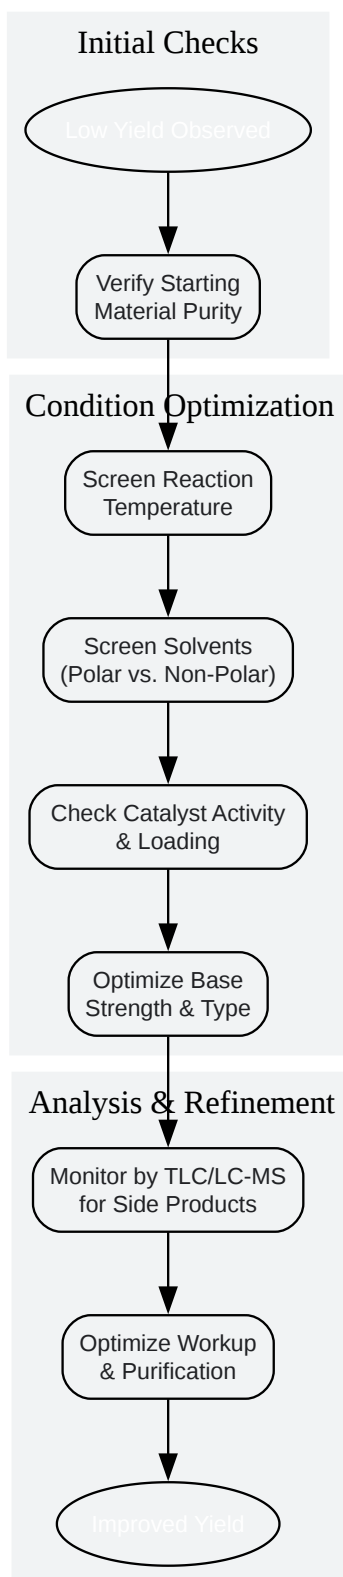 Initial Checks
Low Yield Observed
Verify Starting
Material Purity
Condition Optimization
Screen Reaction
Temperature
Screen Solvents
(Polar vs. Non-Polar)
Check Catalyst Activity
& Loading
Optimize Base
Strength & Type
Analysis & Refinement
Monitor by TLC/LC-MS
for Side Products
Optimize Workup
& Purification
Improved Yield